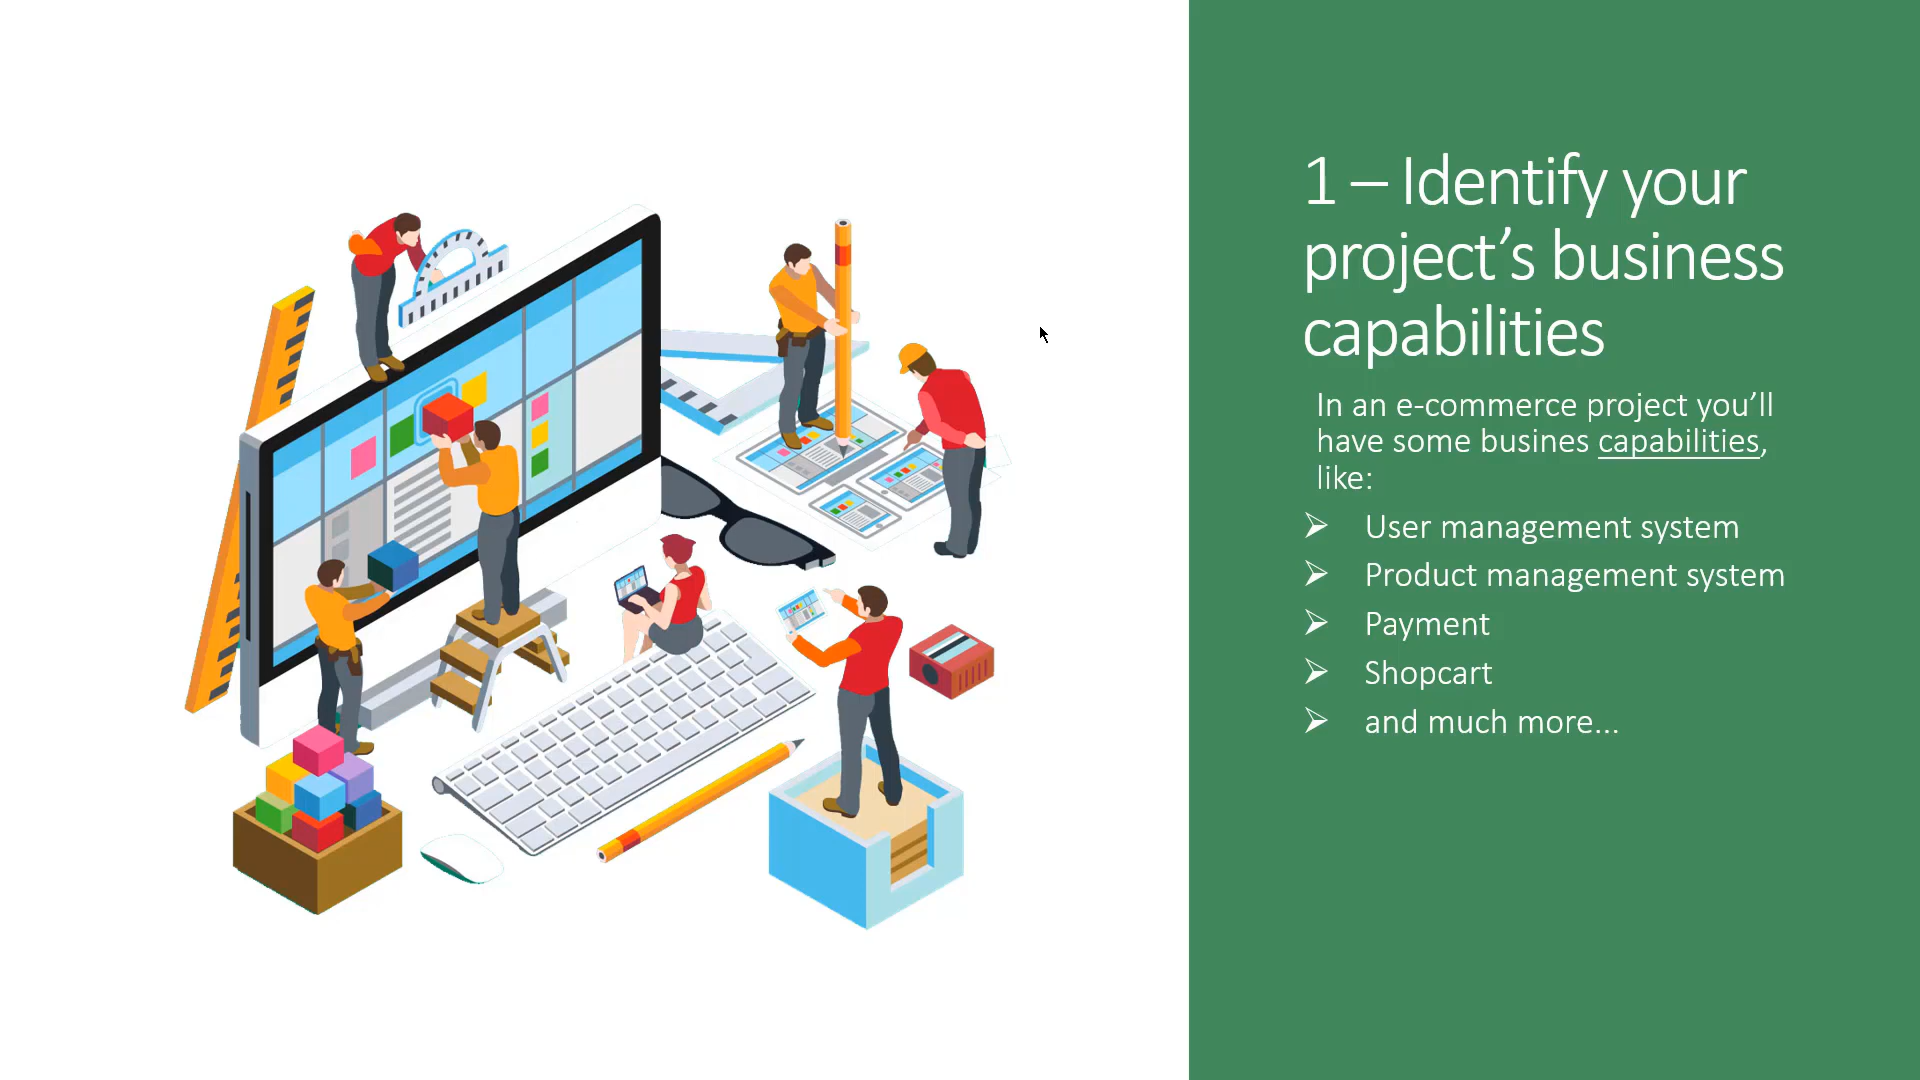 1 – Identify your
project’s business
capabilities
In an e-commerce project you’ll
have some busines capabilities,
like:
User management system
Product management system
Payment
Shopcart
and much more...